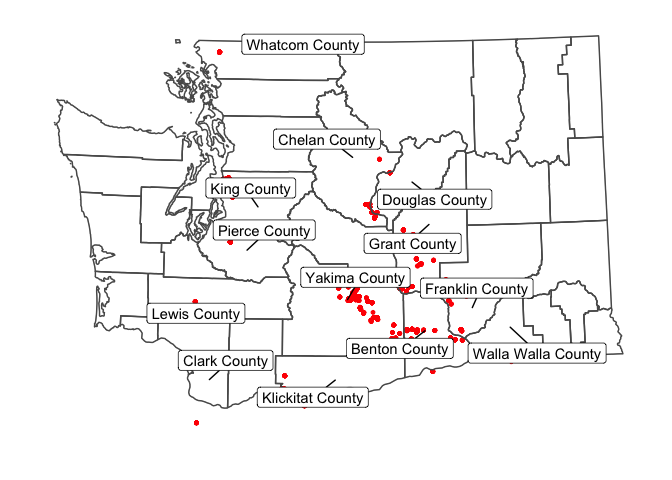 Whatcom County
Chelan County
King County
Douglas County
Pierce County
Grant County
Yakima County
Franklin County
Lewis County
Benton County
Walla Walla County
Clark County
Klickitat County